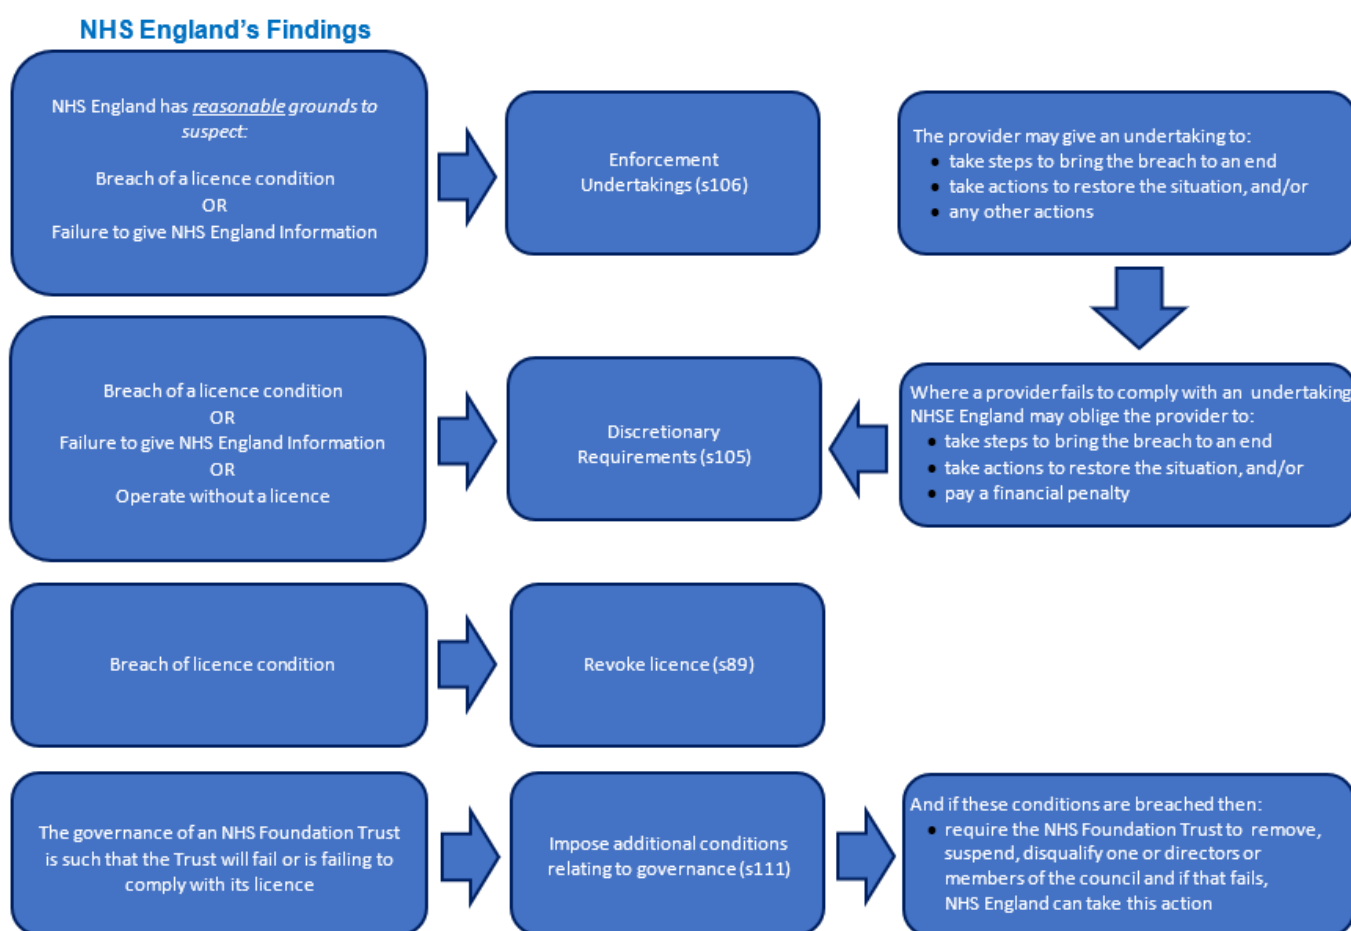 NHS England's Findings
NHS England has reasonable grounds to
suspect:
Breach of a licence condition
OR
Failure to give NHS England Information
Enforcement
Undertakings (s106)
The provider may give an undertaking to:
• take steps to bring the breach to an end
• take actions to restore the situation, and/or
• any other actions
Breach of a licence condition
OR
Failure to give NHS England Information
OR
Operate without a licence
Discretionary
Requirements (s105)
Where a provider fails to comply with an undertaking
NHSE England may oblige the provider to:
• take steps to bring the breach to an end
• take actions to restore the situation, and/or
• pay a financial penalty
Breach of licence condition
Revoke licence (s89)
The governance of an NHS Foundation Trust
is such that the Trust will fail or is failing to
comply with its licence
Impose additional conditions
relating to governance (s111)
And if these conditions are breached then:
• require the NHS Foundation Trust to remove,
suspend, disqualify one or directors or
members of the council and if that fails,
NHS England can take this action